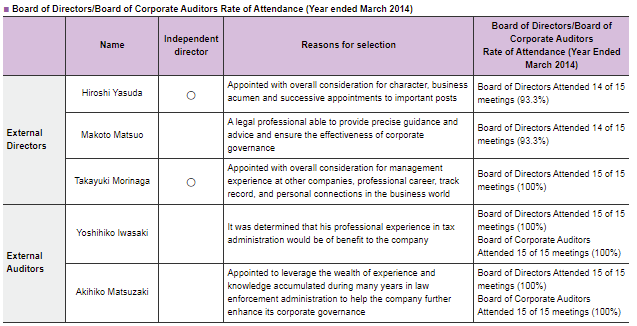 ■ Board of Directors/Board of Corporate Auditors Rate of Attendance (Year ended March 2014)
Name
Independent
director
Reasons for selection
Board of Directors/Board of
Corporate Auditors
Rate of Attendance (Year Ended
March 2014)
External
Directors
Hiroshi Yasuda
○
Appointed with overall consideration for character, business
acumen and successive appointments to important posts
Board of Directors Attended 14 of 15
meetings (93.3%)
Makoto Matsuo
A legal professional able to provide precise guidance and
advice and ensure the effectiveness of corporate
governance
Board of Directors Attended 14 of 15
meetings (93.3%)
Takayuki Morinaga
○
Appointed with overall consideration for management
experience at other companies, professional career, track
record, and personal connections in the business world
Board of Directors Attended 15 of 15
meetings (100%)
External
Auditors
Yoshihiko Iwasaki
It was determined that his professional experience in tax
administration would be of benefit to the company
Board of Directors Attended 15 of 15
meetings (100%)
Board of Corporate Auditors
Attended 15 of 15 meetings (100%)
Akihiko Matsuzaki
Appointed to leverage the wealth of experience and
knowledge accumulated during many years in law
enforcement administration to help the company further
enhance its corporate governance
Board of Directors Attended 15 of 15
meetings (100%)
Board of Corporate Auditors
Attended 15 of 15 meetings (100%)